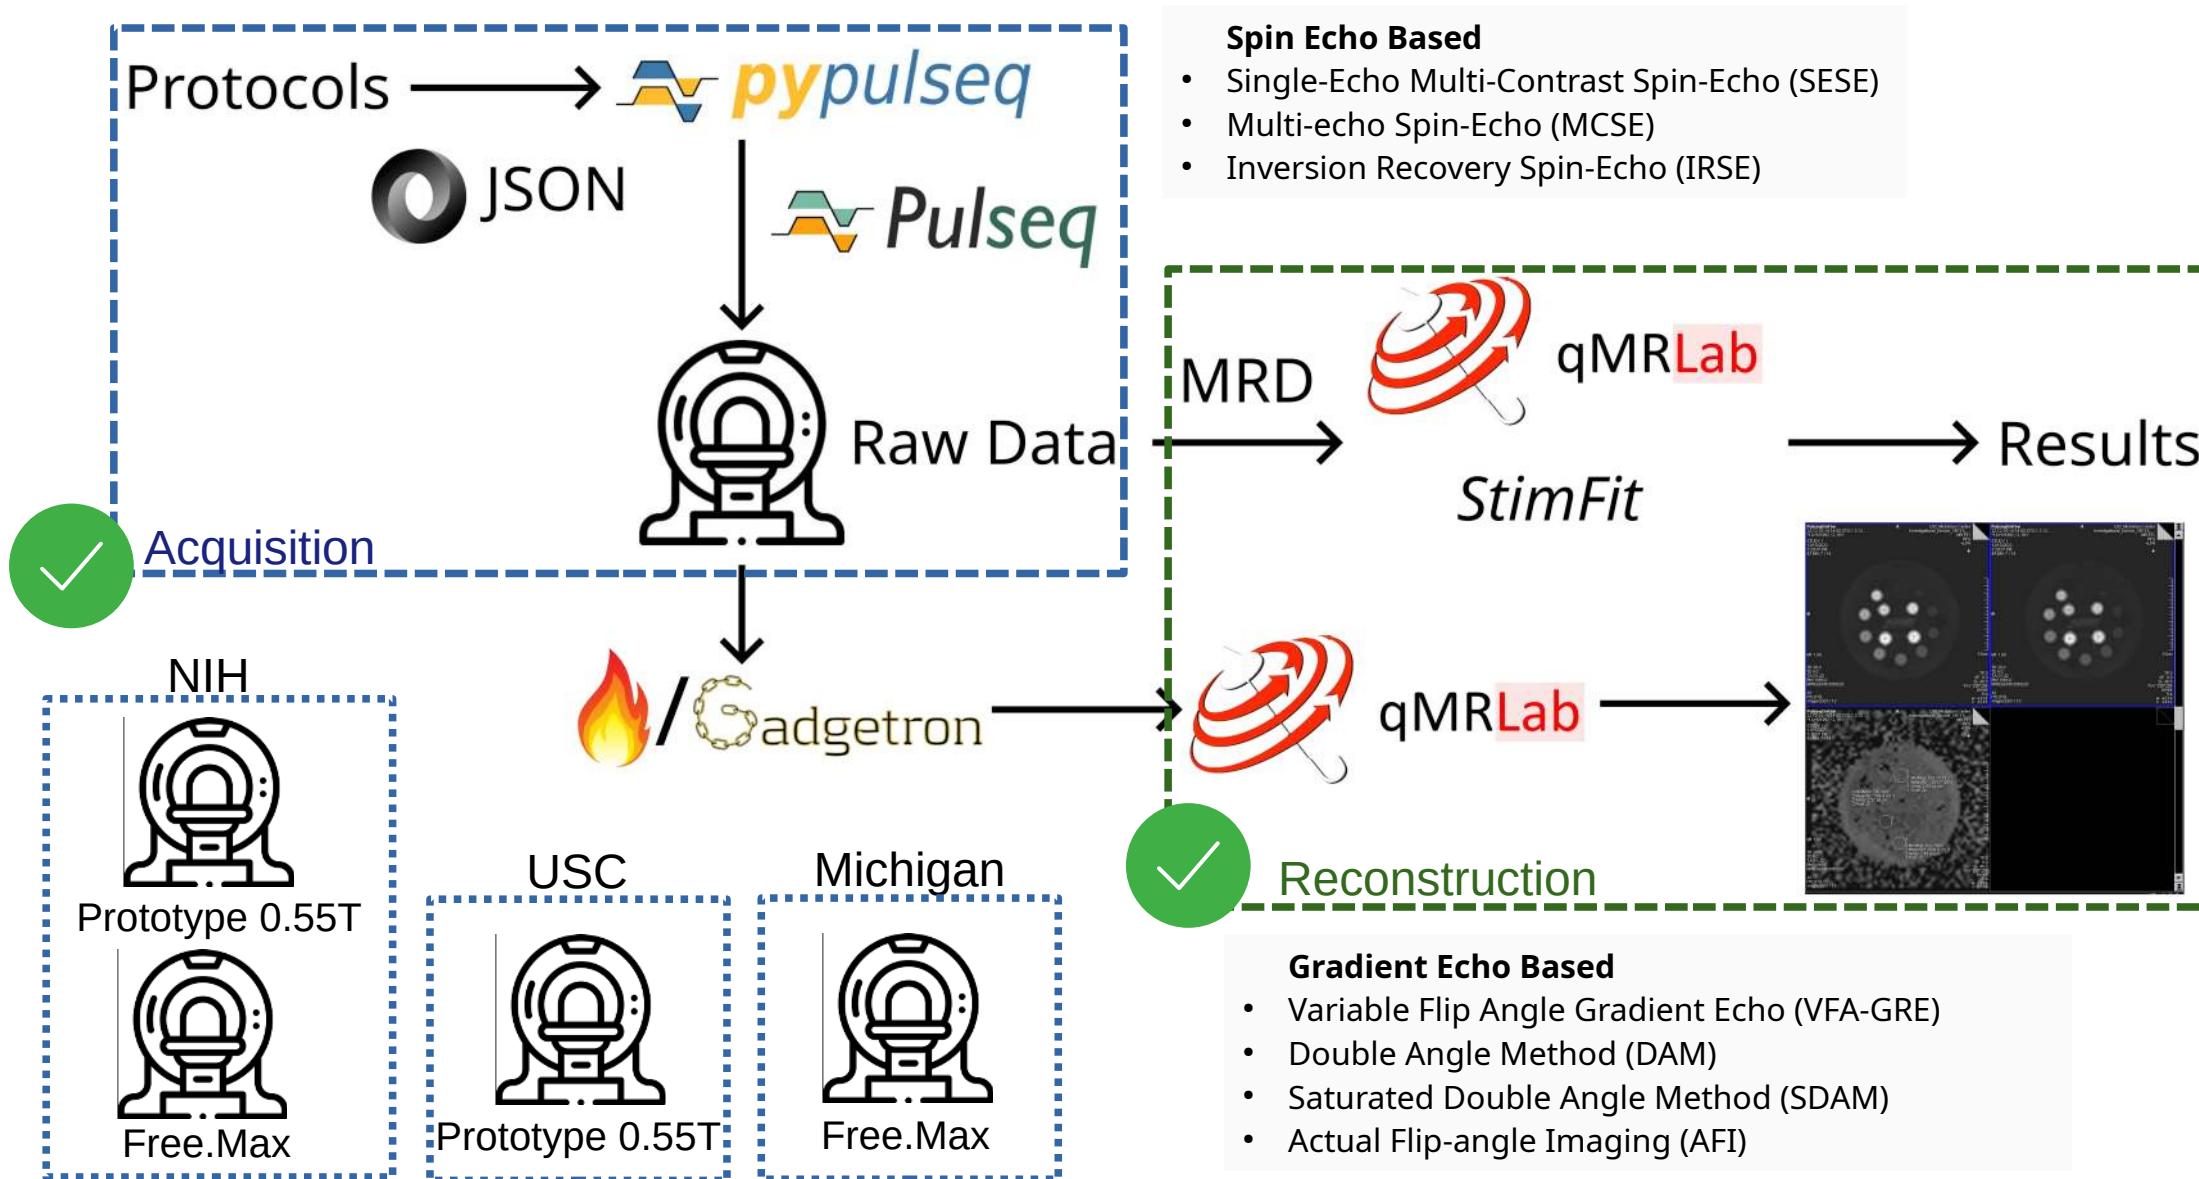 Protocols
pypulseq
JSON
Pulseq
Raw Data
Acquisition
Spin Echo Based
• Single-Echo Multi-Contrast Spin-Echo (SESE)
• Multi-echo Spin-Echo (MCSE)
• Inversion Recovery Spin-Echo (IRSE)
MRD
qMRLab
StimFit
Results
/Gadgetron
qMRLab
Reconstruction
NIH
Prototype 0.55T
Free.Max
USC
Prototype 0.55T
Michigan
Free.Max
Gradient Echo Based
• Variable Flip Angle Gradient Echo (VFA-GRE)
• Double Angle Method (DAM)
• Saturated Double Angle Method (SDAM)
• Actual Flip-angle Imaging (AFI)